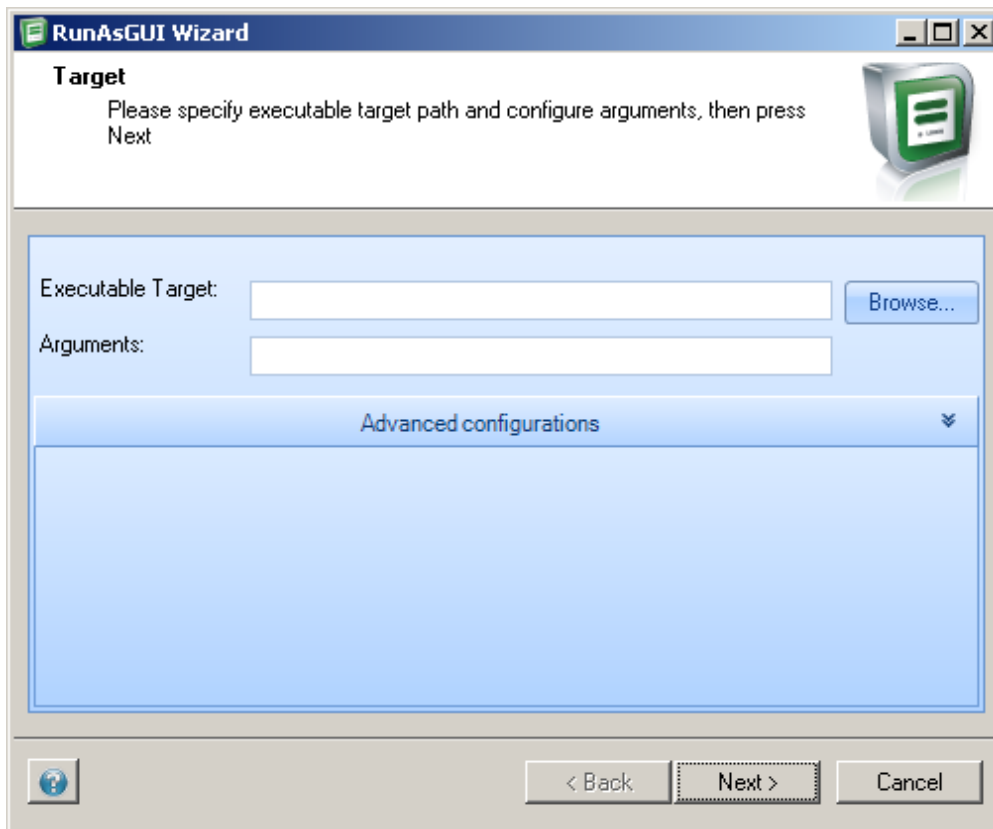 RunAsGUI Wizard
Target
Please specify executable target path and configure arguments, then press
Next
Executable Target:
Browse...
Arguments:
Advanced configurations
< Back
Next >
Cancel